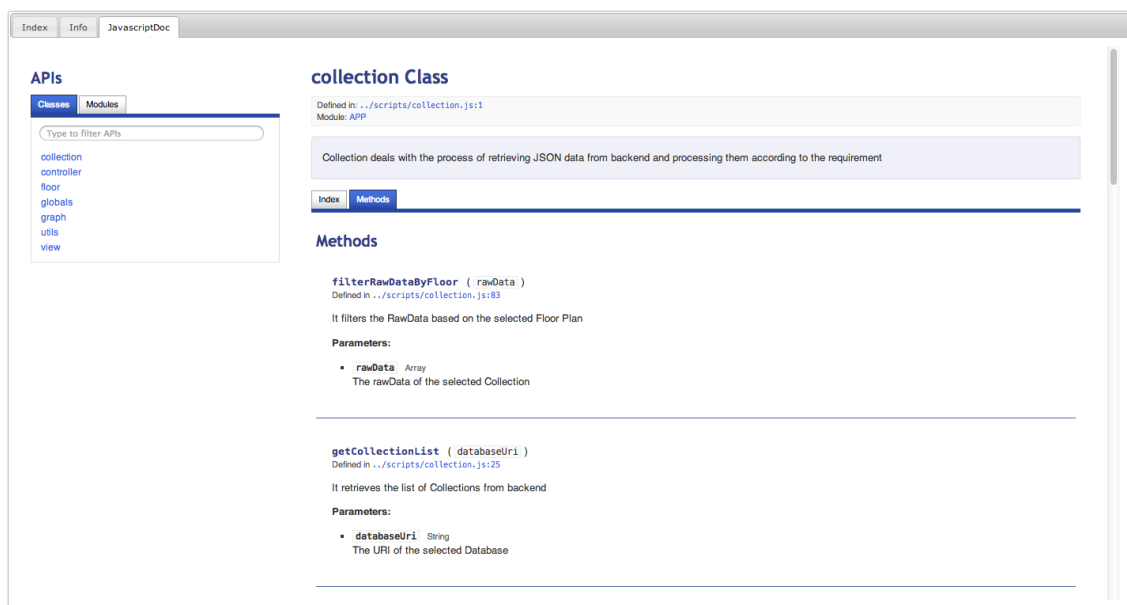 Index Info JavascriptDoc
APIs
Classes Modules
Type to filter APIs
collection
controller
floor
globals
graph
utils
view
collection Class
Defined in: ../scripts/collection.js:1
Module: APP
Collection deals with the process of retrieving JSON data from backend and processing them according to the requirement
Index Methods
Methods
filterRawDataByFloor ( rawData )
Defined in ../scripts/collection.js:83
It filters the RawData based on the selected Floor Plan
Parameters:
rawData Array
The rawData of the selected Collection
getCollectionList ( databaseUri )
Defined in ../scripts/collection.js:25
It retrieves the list of Collections from backend
Parameters:
databaseUri String
The URI of the selected Database